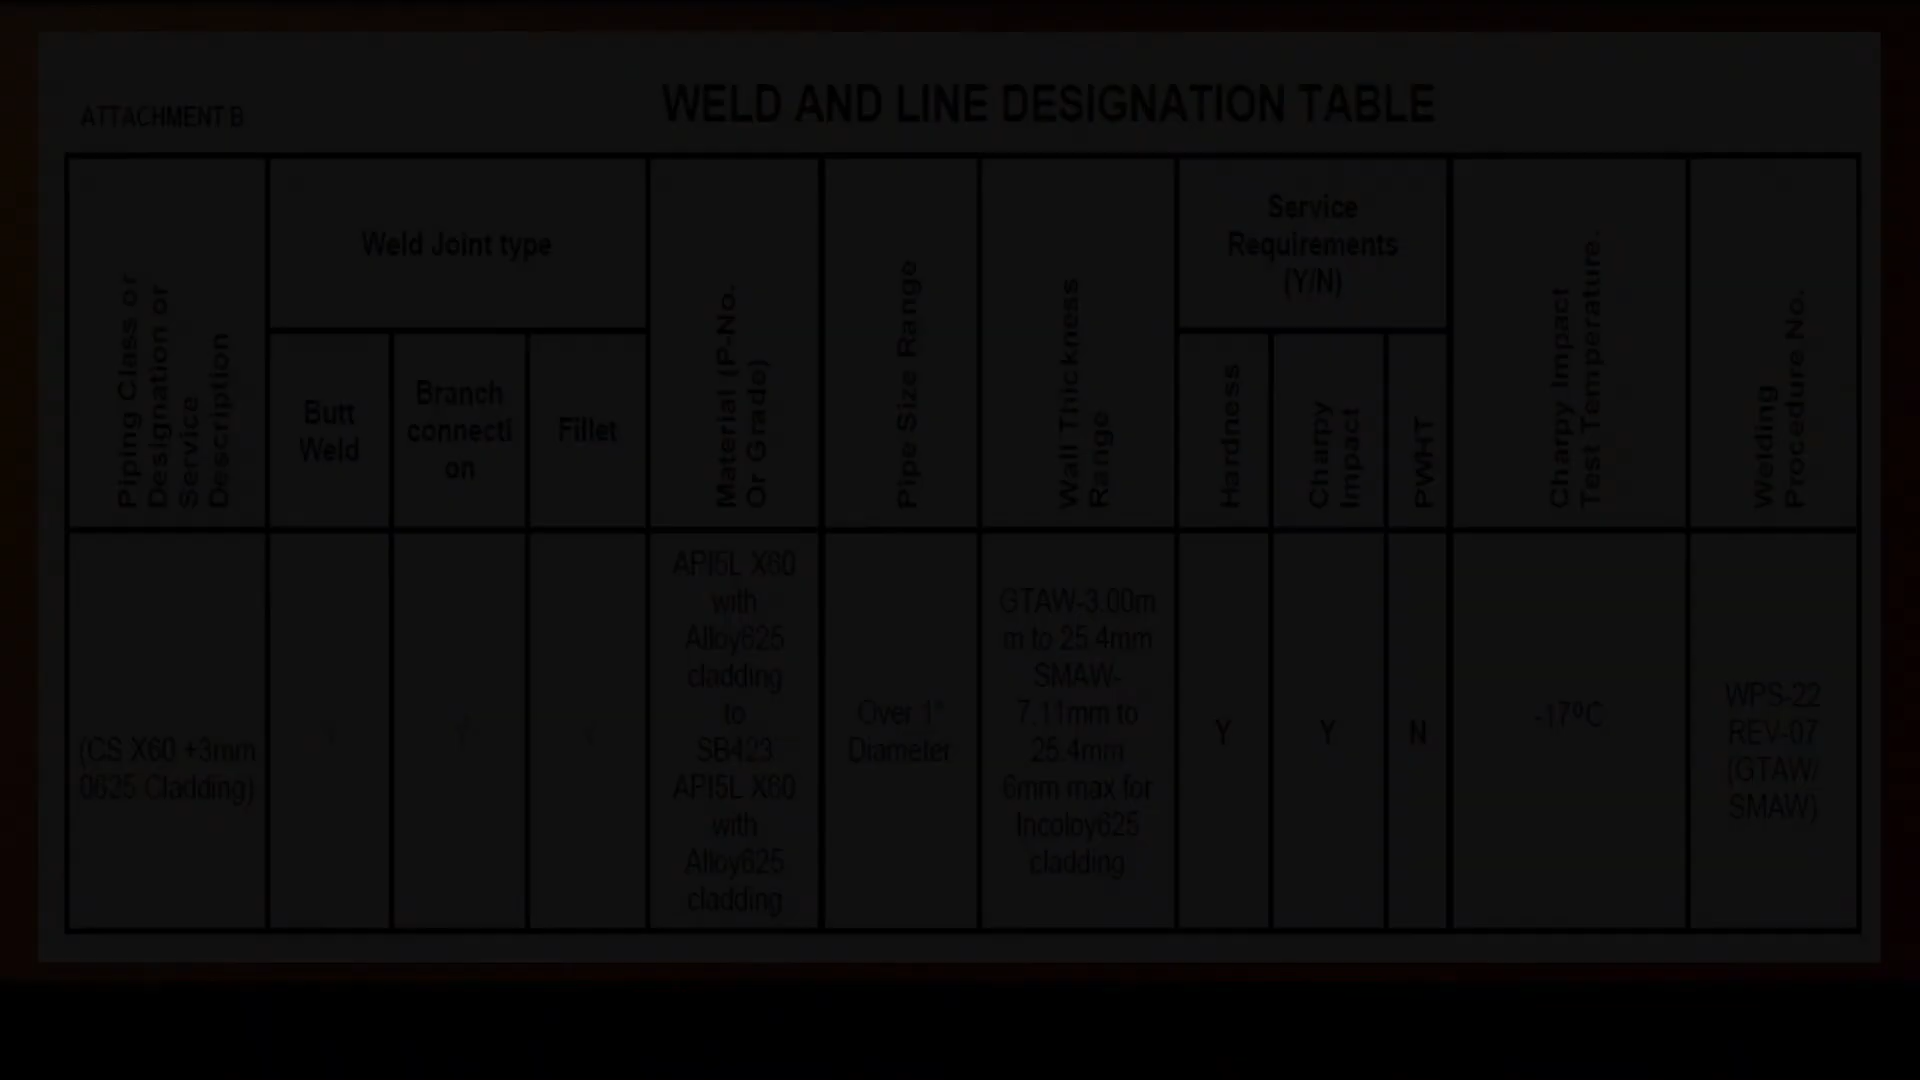 ATTACHMENT B
WELD AND LINE DESIGNATION TABLE
Piping Class or
Designation or
Service
Description
Weld Joint type
Butt
Weld
Branch
connecti
on
Fillet
Material (P-No.
Or Grade)
Pipe Size Range
Wall Thickness
Range
Service
Requirements
(Y/N)
Hardness
Charpy
Impact
PWHT
Charpy Impact
Test Temperature.
Welding
Procedure No.
(CS X60 +3mm
0625 Cladding)
API5L X60
with
Alloy625
cladding
to
SB423
API5L X60
with
Alloy625
cladding
Over 1"
Diameter
GTAW-3.00m
m to 25.4mm
SMAW-
7.11mm to
25.4mm
6mm max for
Incoloy625
cladding
Y
Y
N
-17ºC
WPS-22
REV-07
(GTAW/
SMAW)